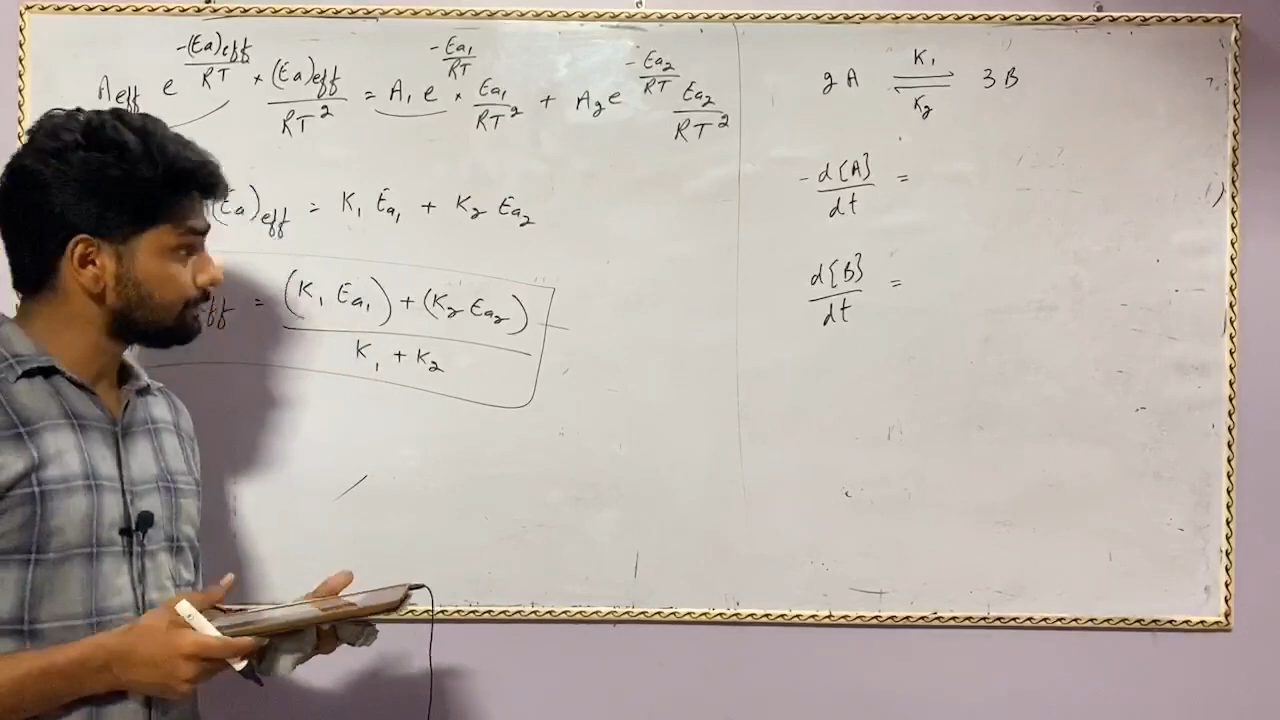 Aeff e^(-(Ea)eff/RT) × (Ea)eff/RT² = A₁ e^(-Ea₁/RT) × Ea₁/RT² + A₂ e^(-Ea₂/RT) Ea₂/RT²
(Ea)eff = K₁ Ea₁ + K₂ Ea₂
eff = ((K₁ Ea₁) + (K₂ Ea₂))/(K₁ + K₂)
2A ⇌ 3B
K₁
K₂
-d[A]/dt =
d[B]/dt =